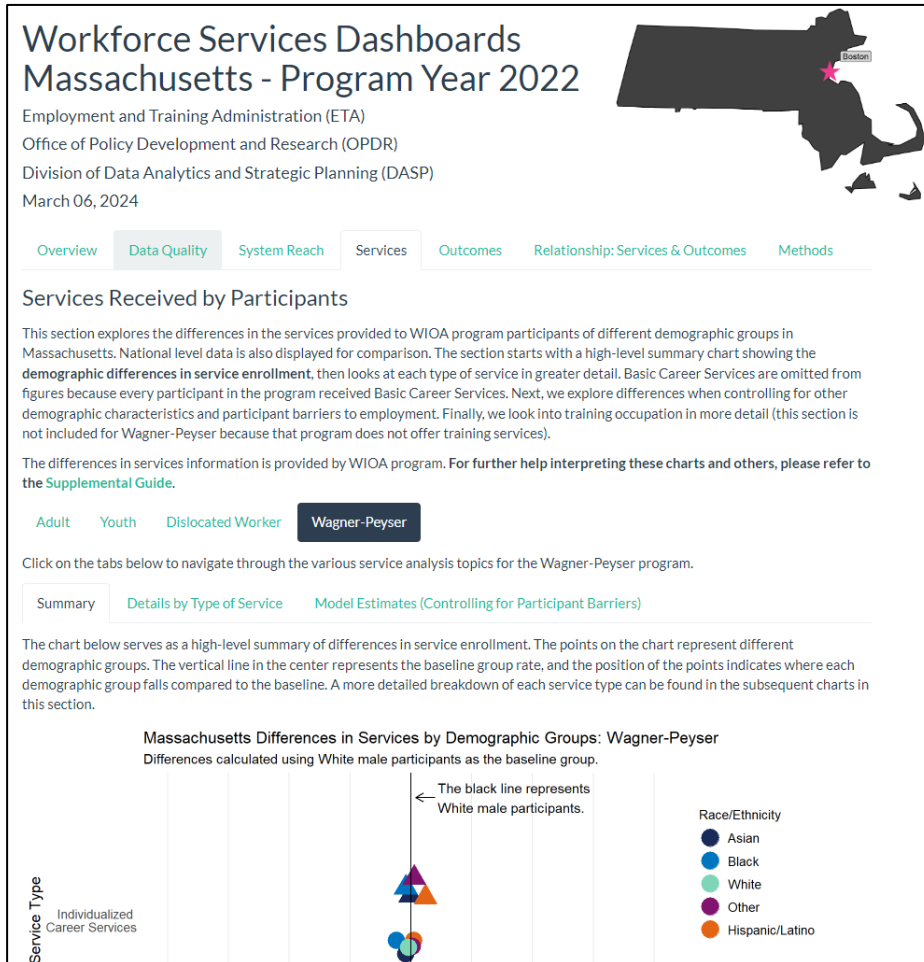 Workforce Services Dashboards
Massachusetts - Program Year 2022
Boston
Employment and Training Administration (ETA)
Office of Policy Development and Research (OPDR)
Division of Data Analytics and Strategic Planning (DASP)
March 06, 2024
Overview Data Quality System Reach Services Outcomes Relationship: Services & Outcomes Methods
Services Received by Participants
This section explores the differences in the services provided to WIOA program participants of different demographic groups in
Massachusetts. National level data is also displayed for comparison. The section starts with a high-level summary chart showing the
demographic differences in service enrollment, then looks at each type of service in greater detail. Basic Career Services are omitted from
figures because every participant in the program received Basic Career Services. Next, we explore differences when controlling for other
demographic characteristics and participant barriers to employment. Finally, we look into training occupation in more detail (this section is
not included for Wagner-Peyser because that program does not offer training services).
The differences in services information is provided by WIOA program. For further help interpreting these charts and others, please refer to
the Supplemental Guide.
Adult Youth Dislocated Worker Wagner-Peyser
Click on the tabs below to navigate through the various service analysis topics for the Wagner-Peyser program.
Summary Details by Type of Service Model Estimates (Controlling for Participant Barriers)
The chart below serves as a high-level summary of differences in service enrollment. The points on the chart represent different
demographic groups. The vertical line in the center represents the baseline group rate, and the position of the points indicates where each
demographic group falls compared to the baseline. A more detailed breakdown of each service type can be found in the subsequent charts in
this section.
Massachusetts Differences in Services by Demographic Groups: Wagner-Peyser
Differences calculated using White male participants as the baseline group.
The black line represents
White male participants.
Race/Ethnicity
Asian
Black
White
Other
Hispanic/Latino
Service Type
Individualized
Career Services